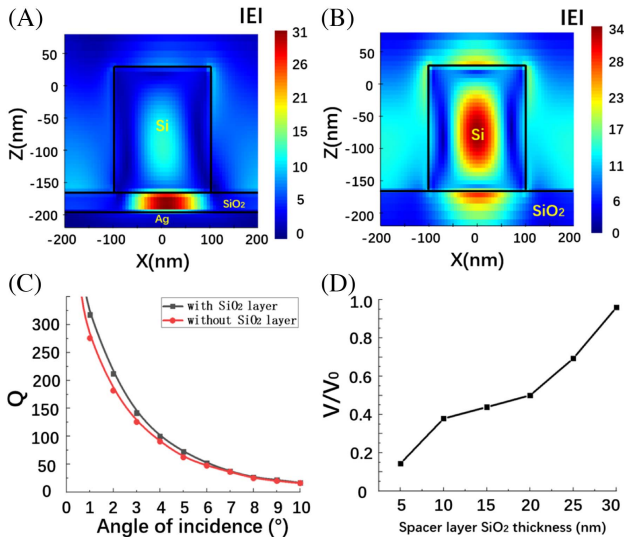 (A)
|E|
31
26
21
16
10
5
0
Z(nm)
0
-50
-100
-150
-200
Si
SiO₂
Ag
-200 -100 0 100 200
X(nm)
(B)
|E|
34
28
23
17
11
6
0
Z(nm)
50
0
-50
-100
-150
-200
Si
SiO₂
-200 -100 0 100 200
X(nm)
(C)
Q
350
300
250
200
150
100
50
0
with SiO₂ layer
without SiO₂ layer
0 1 2 3 4 5 6 7 8 9 10
Angle of incidence (°)
(D)
V/V₀
1.0
0.8
0.6
0.4
0.2
0
5 10 15 20 25 30
Spacer layer SiO₂ thickness (nm)